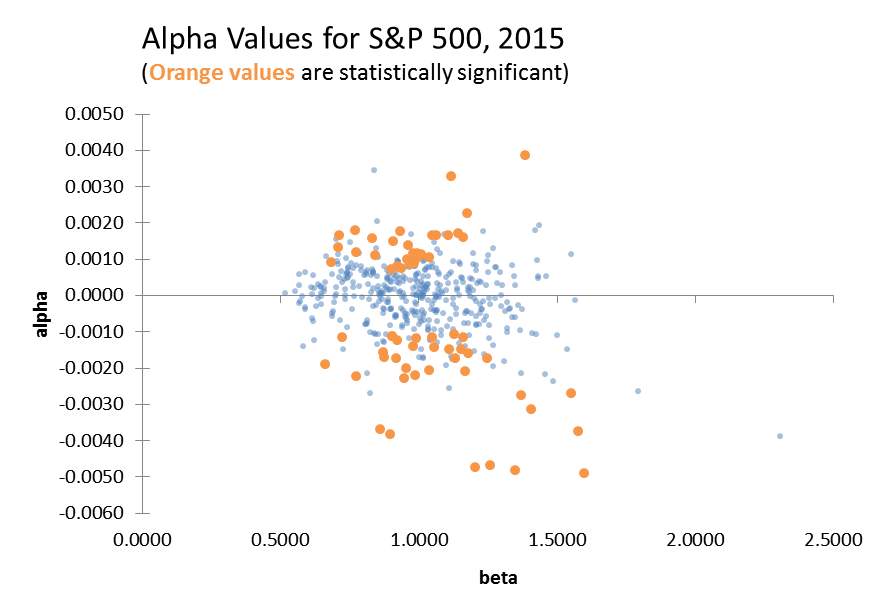 Alpha Values for S&P 500, 2015
(Orange values are statistically significant)
0.0050
0.0040
0.0030
0.0020
0.0010
0.0000
-0.0010
-0.0020
-0.0030
-0.0040
-0.0050
-0.0060
alpha
0.0000 0.5000 1.0000 1.5000 2.0000 2.5000
beta